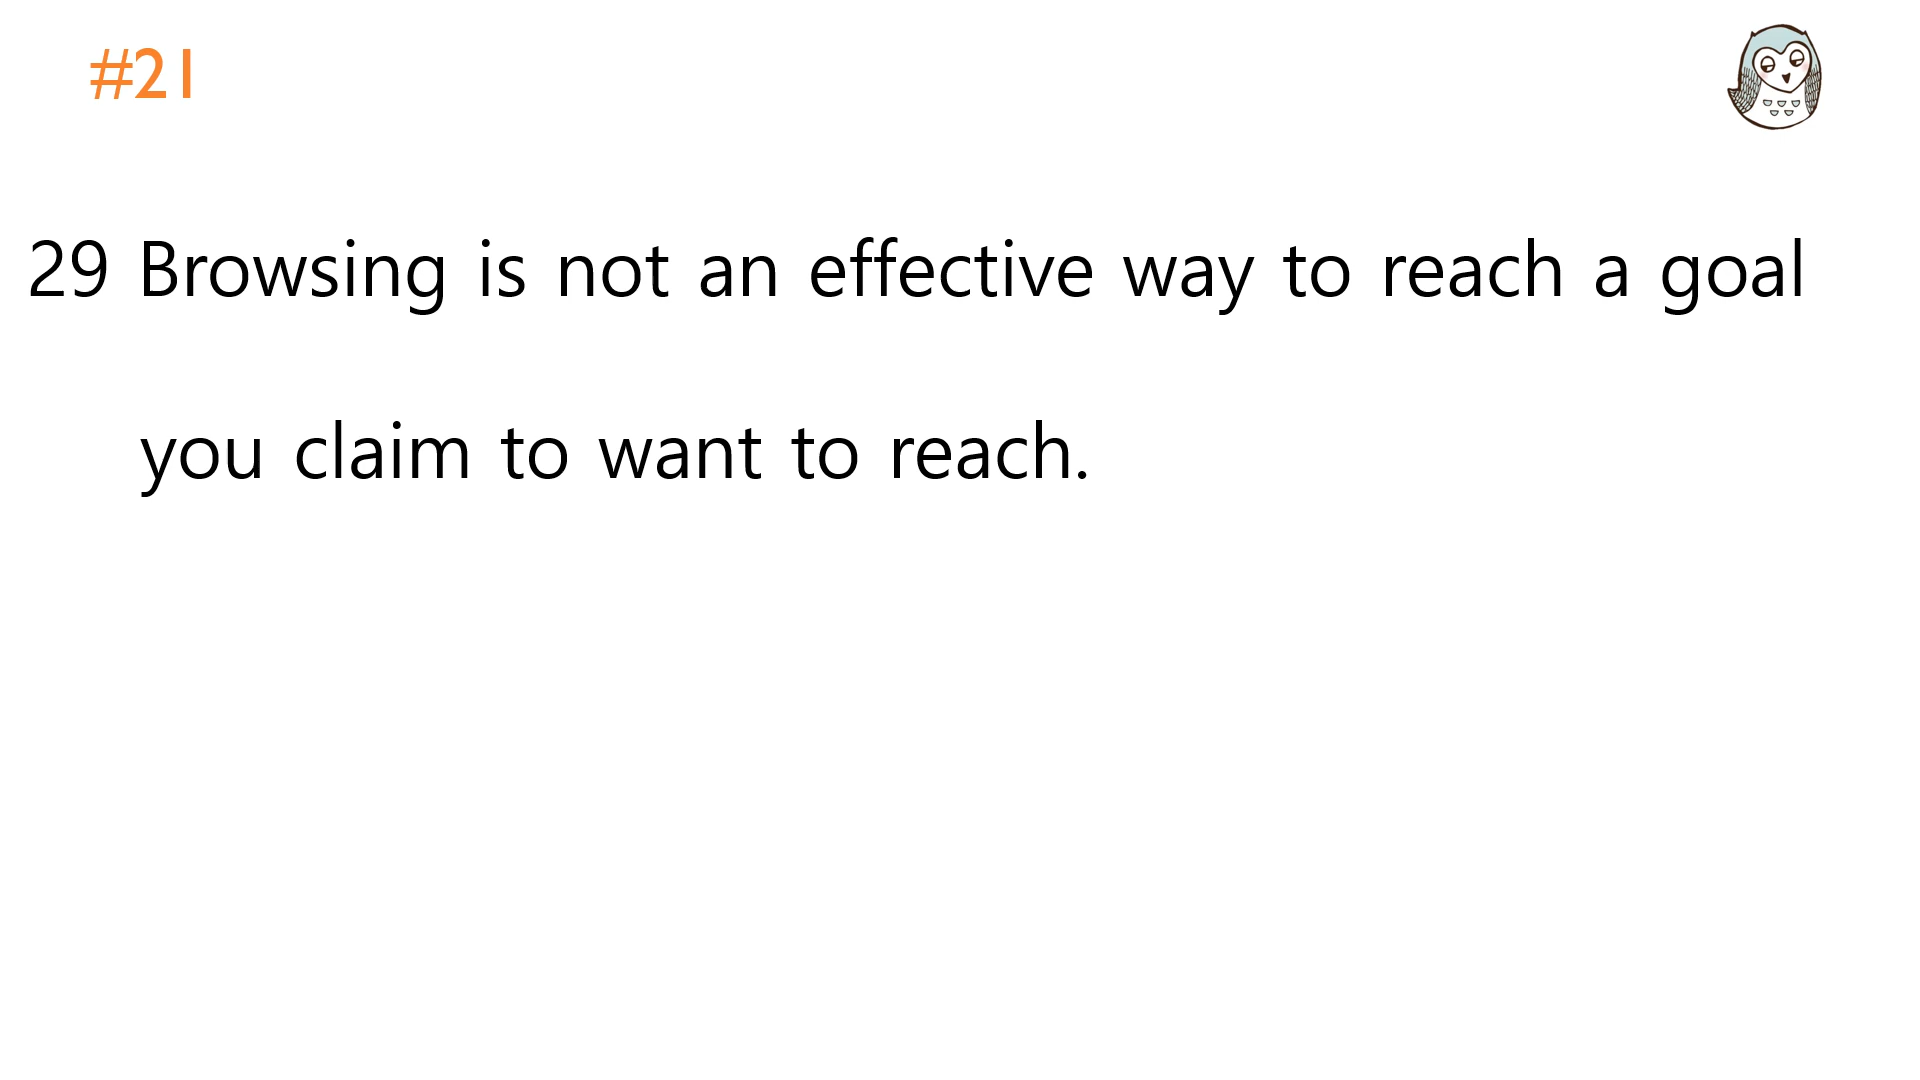 #21
29 Browsing is not an effective way to reach a goal
you claim to want to reach.